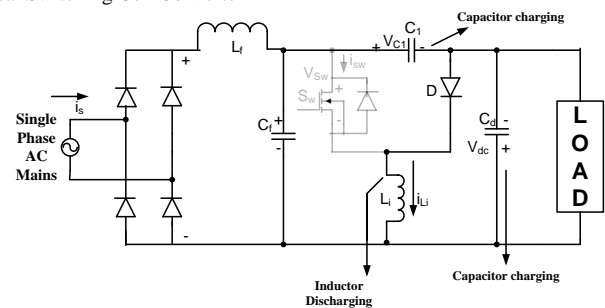 Capacitor charging
C1
+ VC1 -
Lf
+
VSw
isw
Sw
+
-
D
Cd -
Vdc
+
LOAD
is
Single
Phase
AC
Mains
Cf +
-
Li
iLi
-
Inductor
Discharging
Capacitor charging